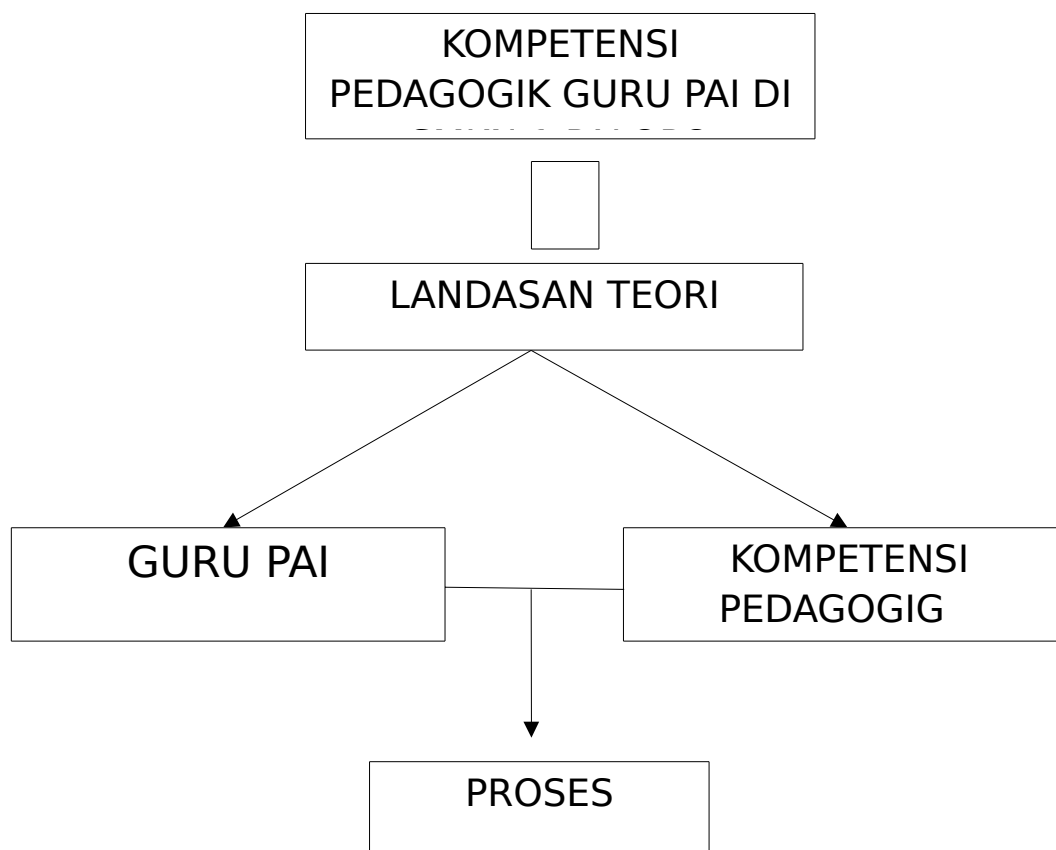 KOMPETENSI
PEDAGOGIK GURU PAI DI
LANDASAN TEORI
GURU PAI
KOMPETENSI
PEDAGOGIG
PROSES